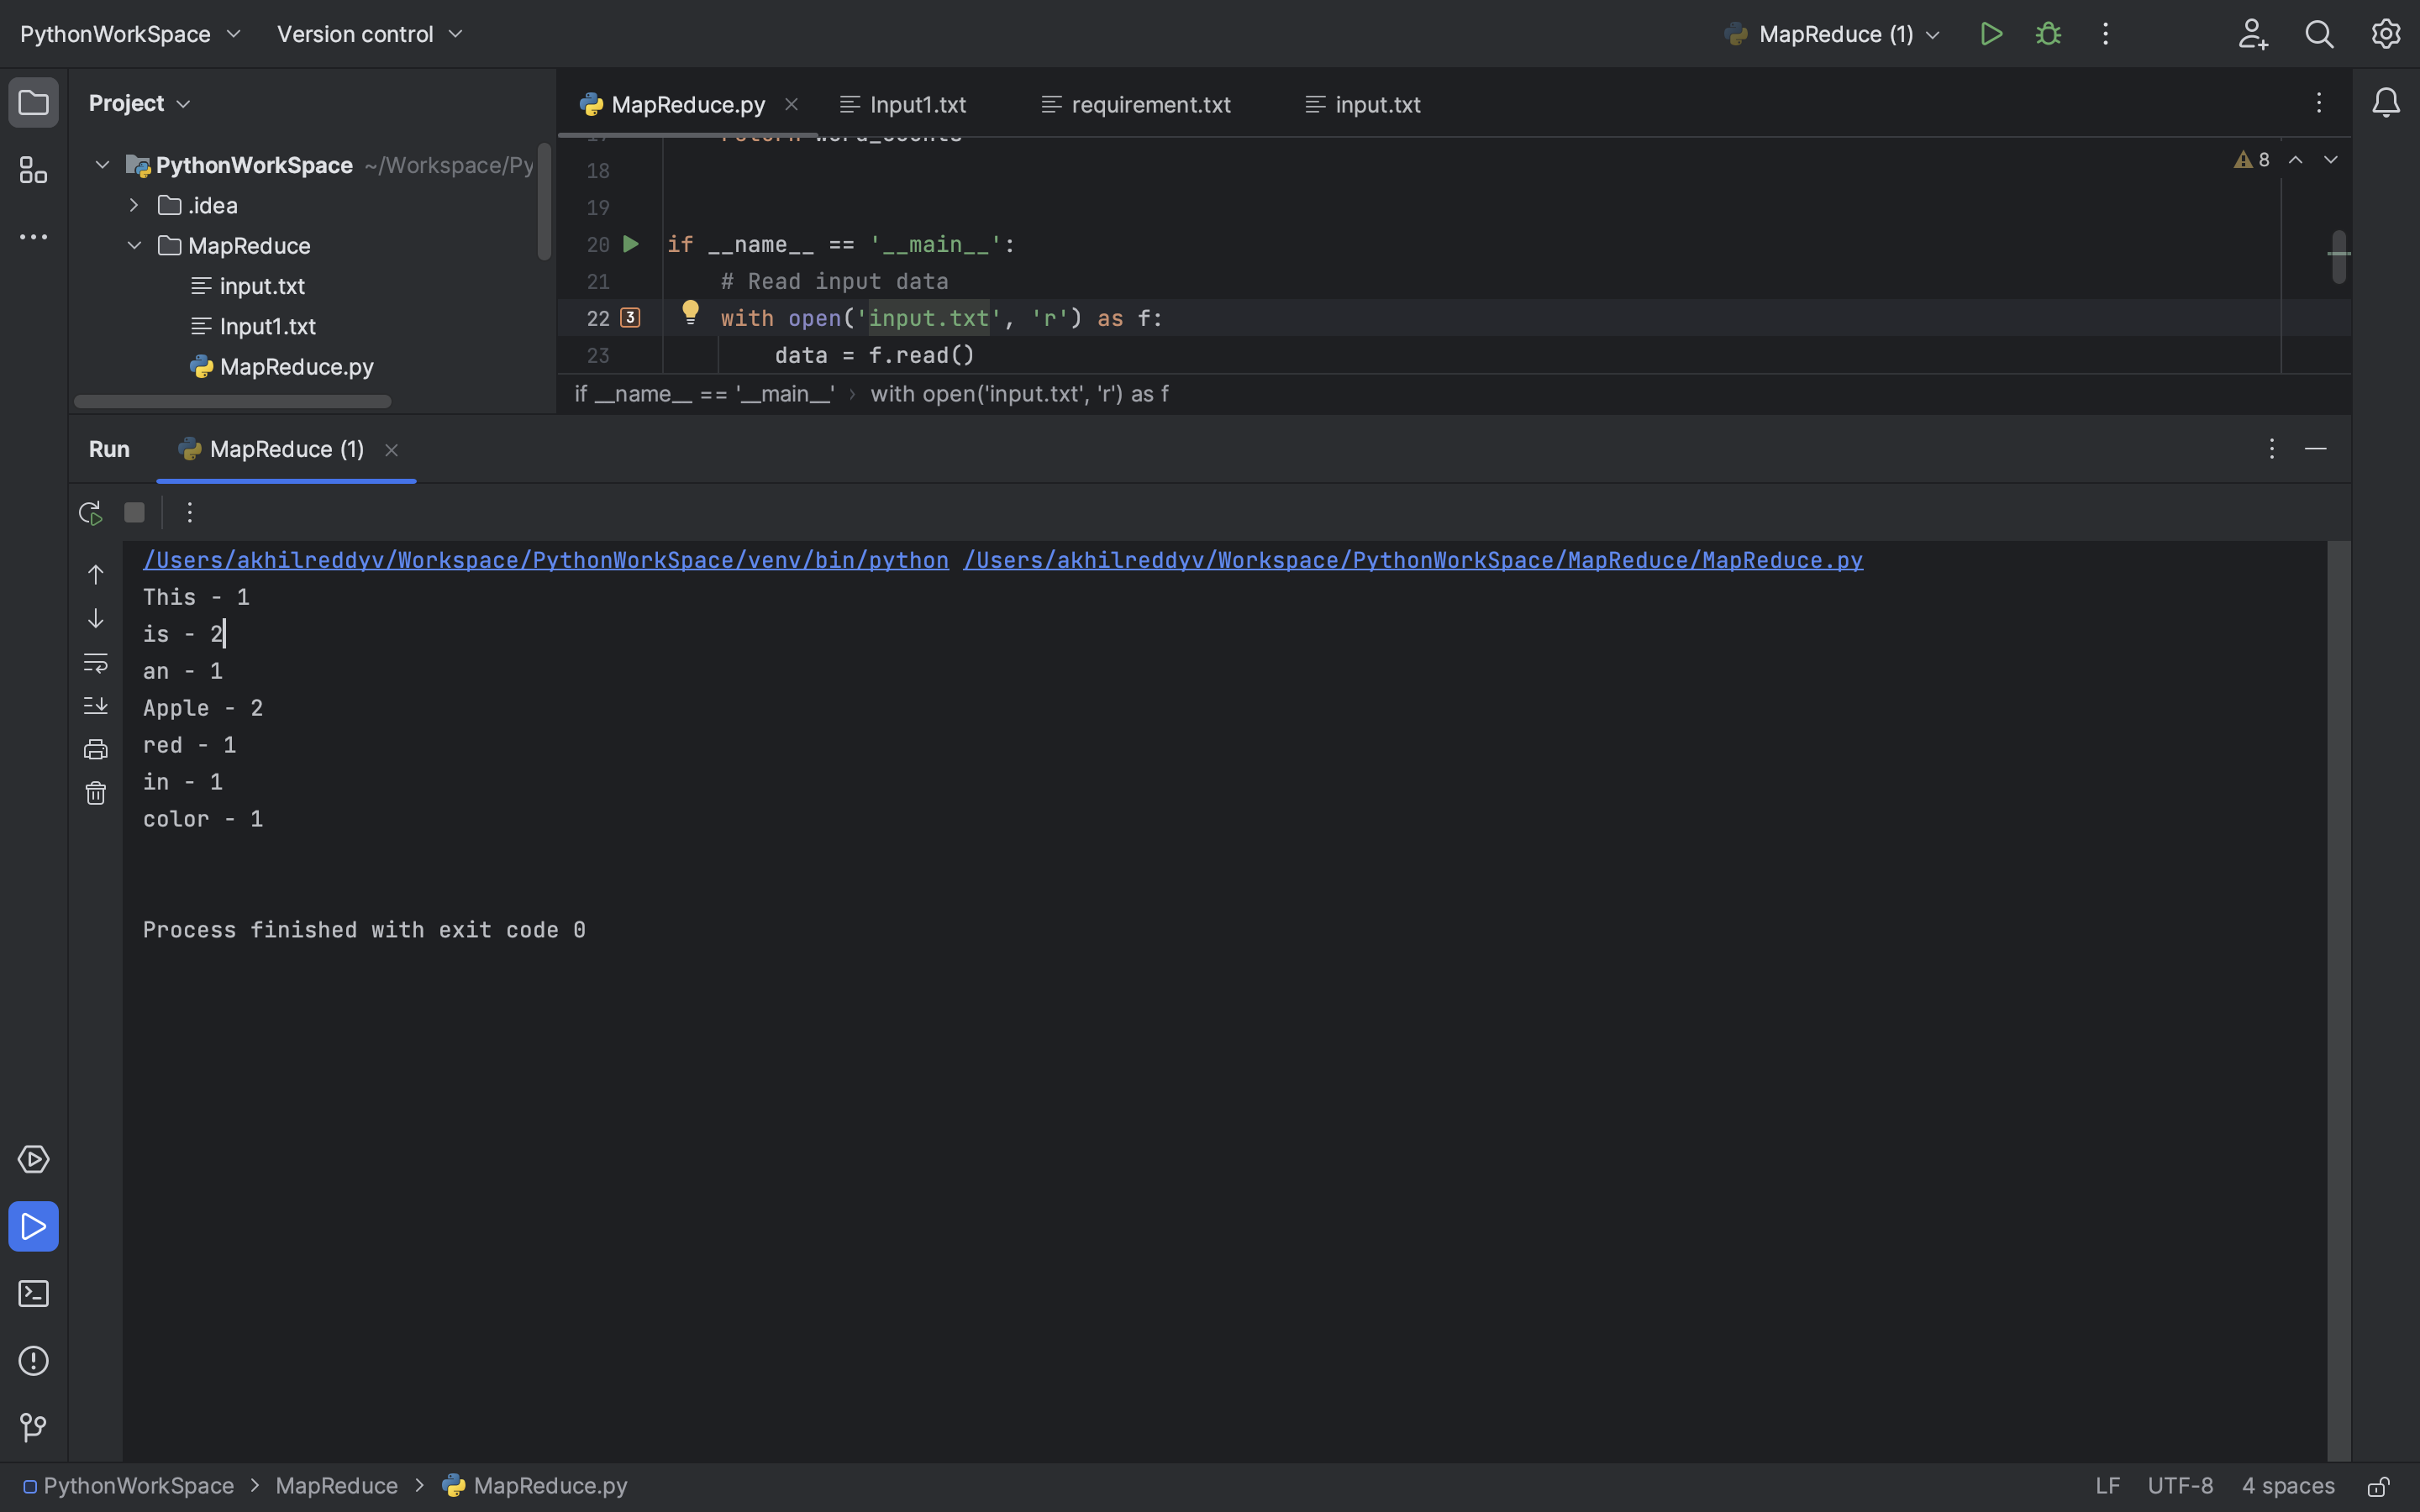 PythonWorkSpace Version control MapReduce (1)
Project
PythonWorkSpace ~/Workspace/Py
.idea
MapReduce
input.txt
Input1.txt
MapReduce.py
MapReduce.py Input1.txt requirement.txt input.txt
17 return word_counts
18
19
20 if __name__ == '__main__':
21 # Read input data
22 3 with open('input.txt', 'r') as f:
23 data = f.read()
8
if __name__ == '__main__' › with open('input.txt', 'r') as f
Run MapReduce (1)
/Users/akhilreddyv/Workspace/PythonWorkSpace/venv/bin/python /Users/akhilreddyv/Workspace/PythonWorkSpace/MapReduce/MapReduce.py
This - 1
is - 2
an - 1
Apple - 2
red - 1
in - 1
color - 1
Process finished with exit code 0
PythonWorkSpace > MapReduce > MapReduce.py LF UTF-8 4 spaces